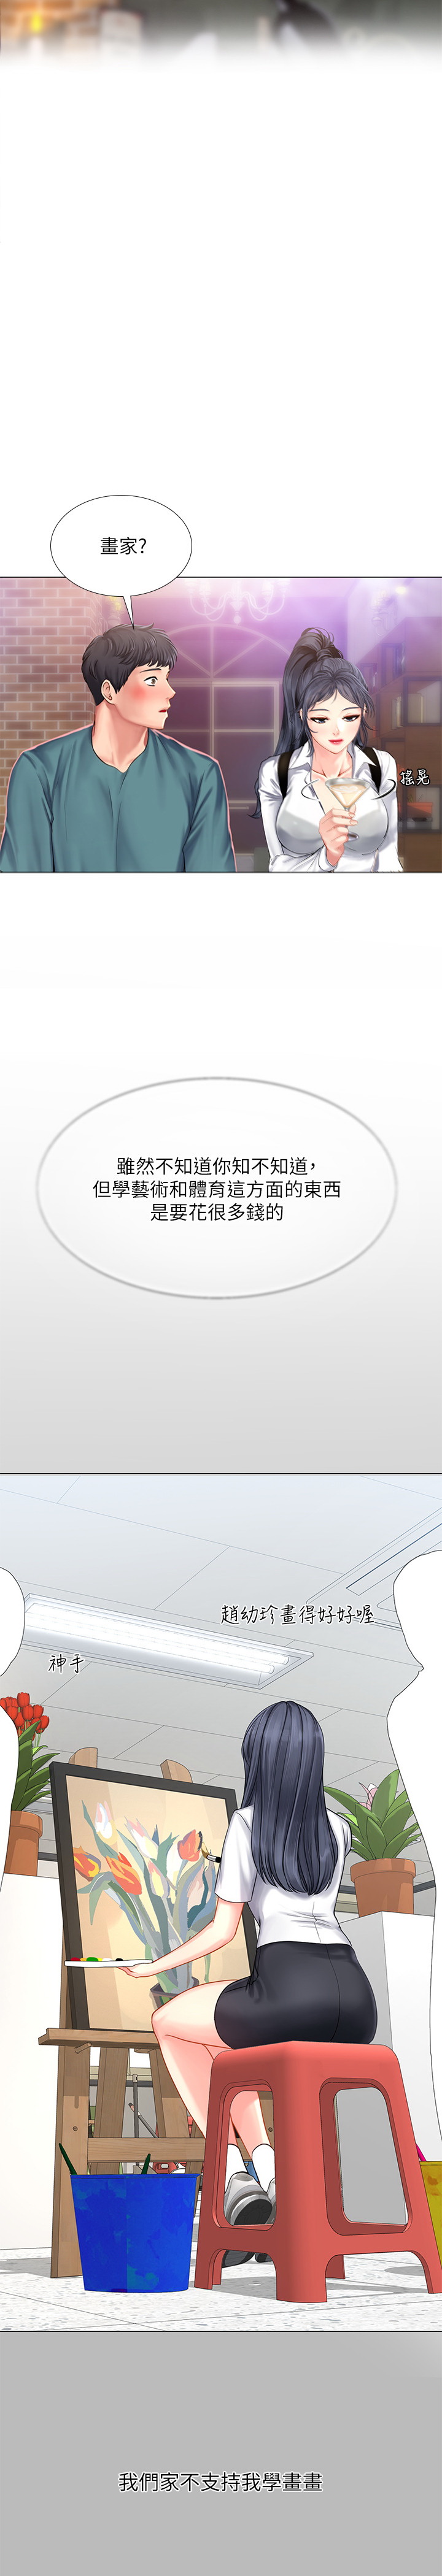 畫家?
搖晃
雖然不知道你知不知道,
但學藝術和體育這方面的東西
是要花很多錢的
趙幼珍畫得好好喔
神手
我們家不支持我學畫畫